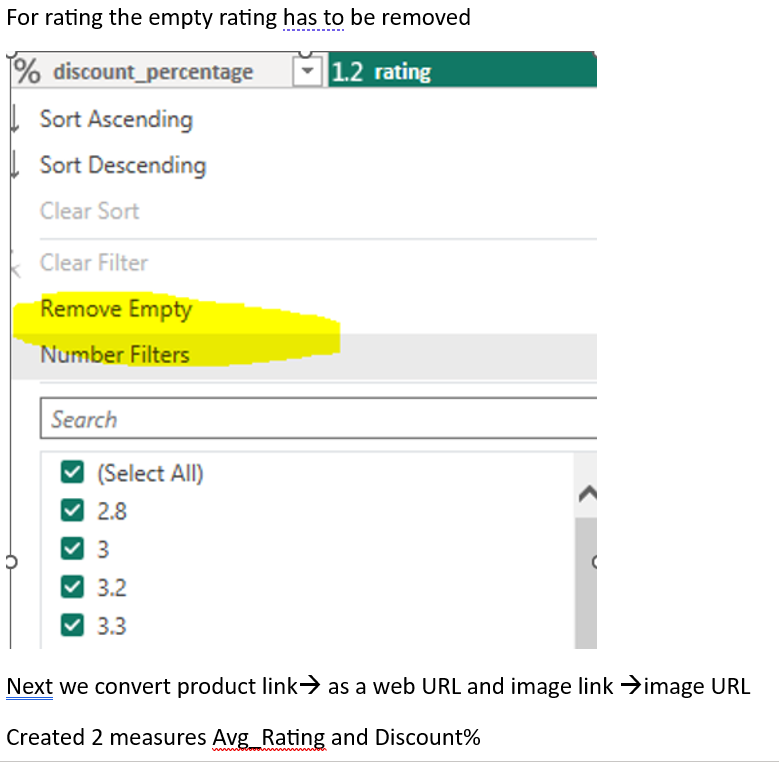 For rating the empty rating has to be removed
% discount_percentage 1.2 rating
Sort Ascending
Sort Descending
Clear Sort
Clear Filter
Remove Empty
Number Filters
Search
(Select All)
2.8
3
3.2
3.3
Next we convert product link→ as a web URL and image link →image URL
Created 2 measures Avg_Rating and Discount%